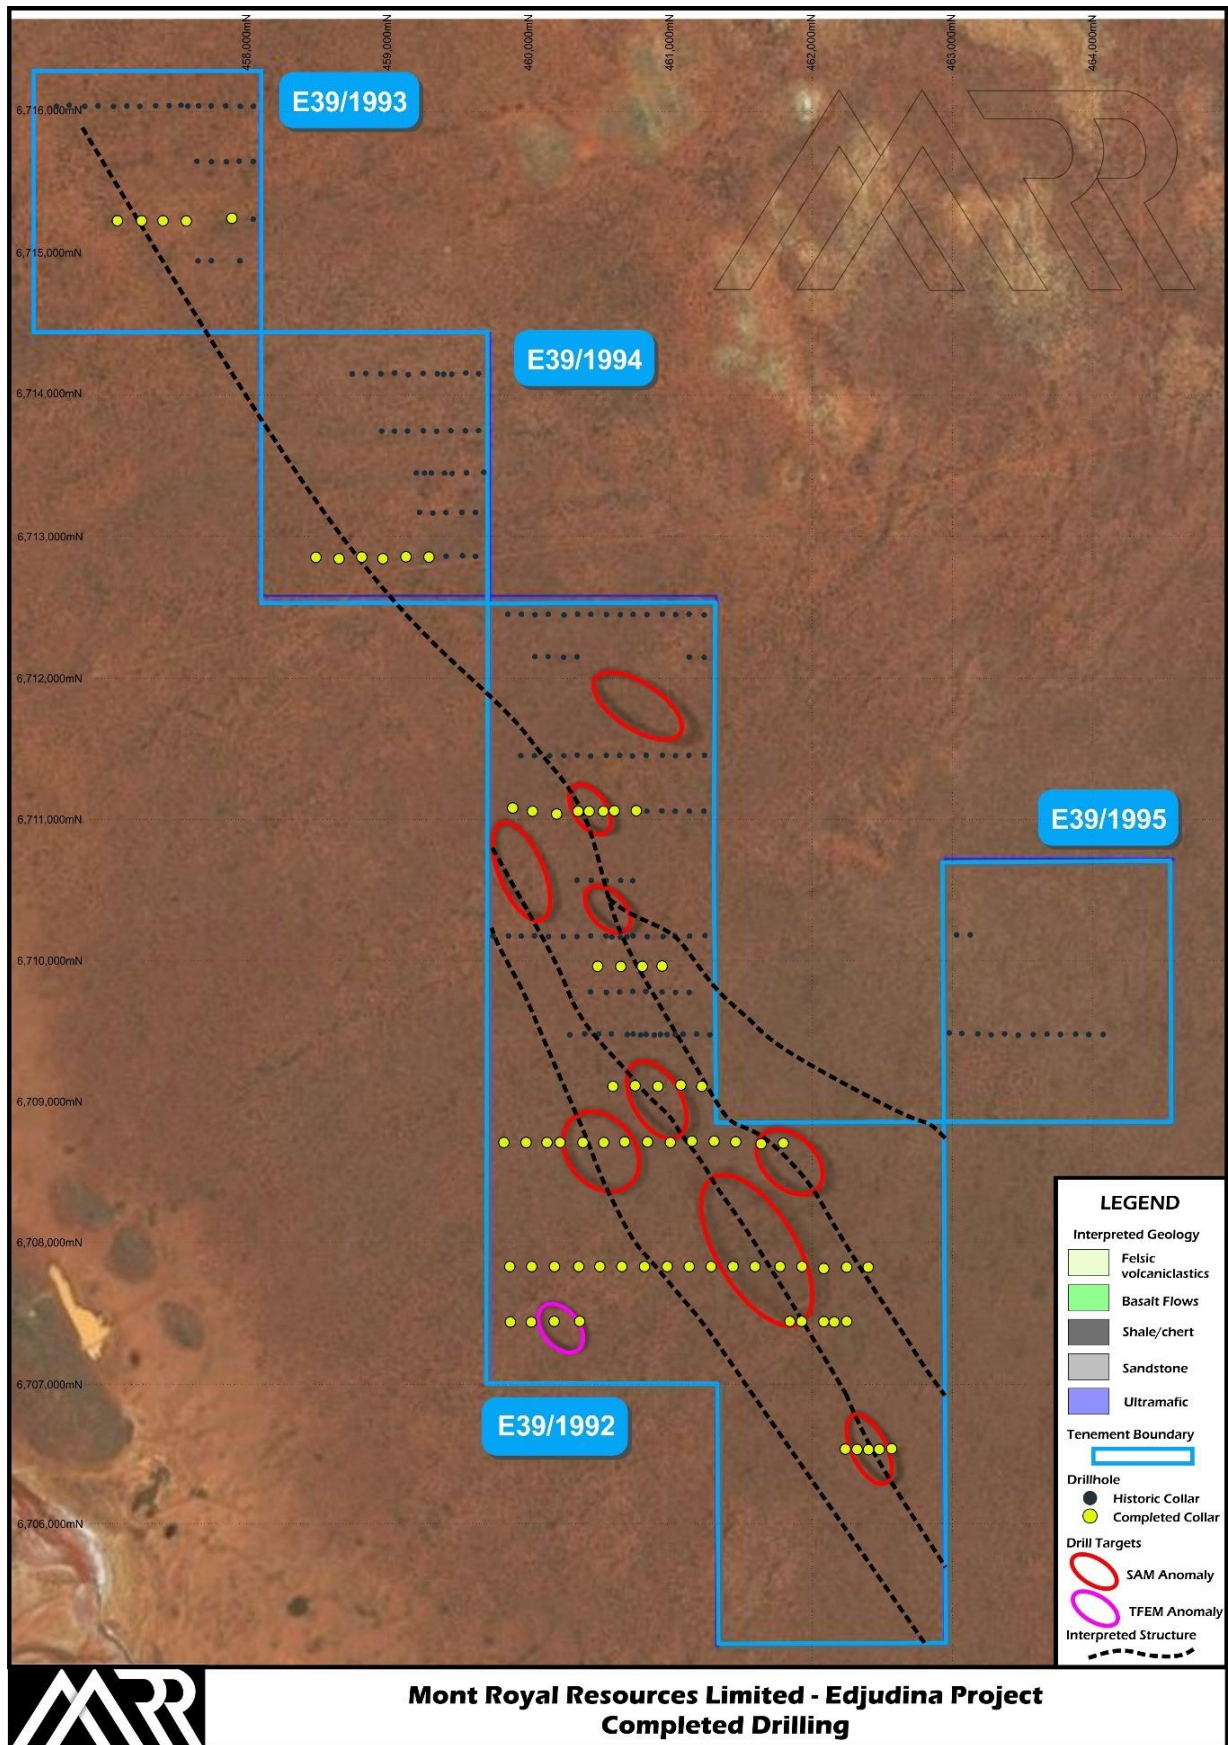 458,000mN
459,000mN
460,000mN
461,000mN
462,000mN
463,000mN
464,000mN
E39/1993
6,716,000mN
MRR
6,715,000mN
E39/1994
6,714,000mN
6,713,000mN
6,712,000mN
6,711,000mN
E39/1995
6,710,000mN
6,709,000mN
6,708,000mN
6,707,000mN
E39/1992
6,706,000mN
LEGEND
Interpreted Geology
Felsic
volcaniclastics
Basalt Flows
Shale/chert
Sandstone
Ultramafic
Tenement Boundary
Drillhole
Historic Collar
Completed Collar
Drill Targets
SAM Anomaly
TFEM Anomaly
Interpreted Structure
MRR
Mont Royal Resources Limited - Edjudina Project
Completed Drilling